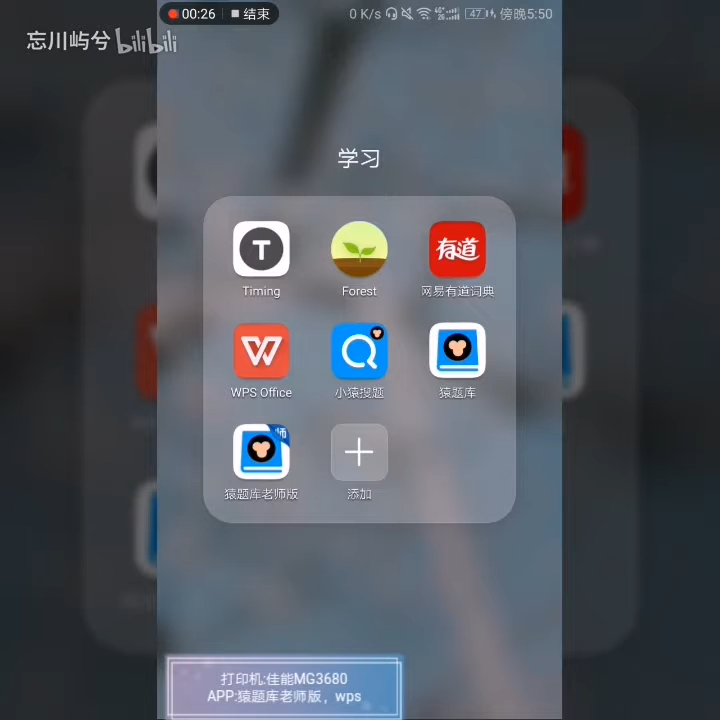 00:26 结束
0 K/s 47 傍晚5:50
忘川屿兮 bilibili
学习
T
有道
Timing
Forest
网易有道词典
WPS Office
小猿搜题
猿题库
师
猿题库老师版
添加
打印机:佳能MG3680
APP:猿题库老师版，wps